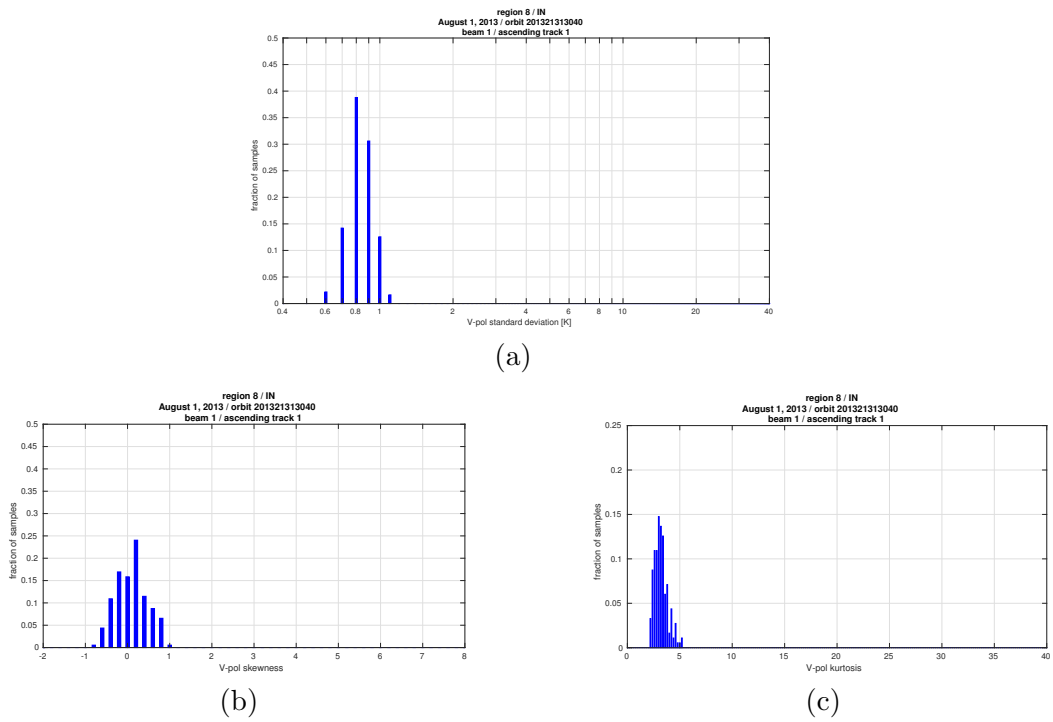 region 8 / IN
August 1, 2013 / orbit 201321313040
beam 1 / ascending track 1
0.5
0.45
0.4
0.35
0.3
0.25
0.2
0.15
0.1
0.05
0
fraction of samples
0.4 0.6 0.8 1 2 4 6 8 10 20 40
V-pol standard deviation [K]
(a)
region 8 / IN
August 1, 2013 / orbit 201321313040
beam 1 / ascending track 1
0.5
0.45
0.4
0.35
0.3
0.25
0.2
0.15
0.1
0.05
0
fraction of samples
-2 -1 0 1 2 3 4 5 6 7 8
V-pol skewness
(b)
region 8 / IN
August 1, 2013 / orbit 201321313040
beam 1 / ascending track 1
0.25
0.2
0.15
0.1
0.05
0
fraction of samples
0 5 10 15 20 25 30 35 40
V-pol kurtosis
(c)